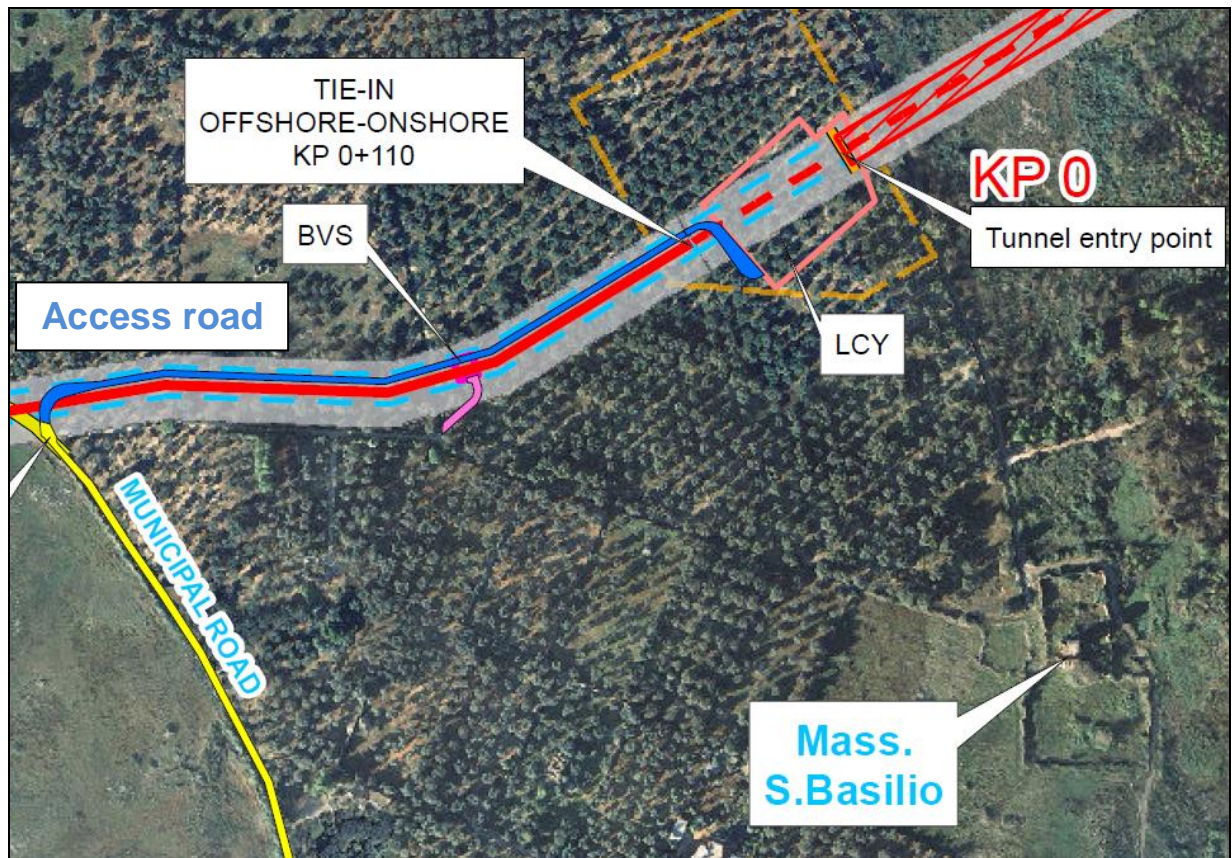 TIE-IN
OFFSHORE-ONSHORE
KP 0+110
KP 0
Tunnel entry point
BVS
Access road
LCY
MUNICIPAL ROAD
Mass.
S.Basilio